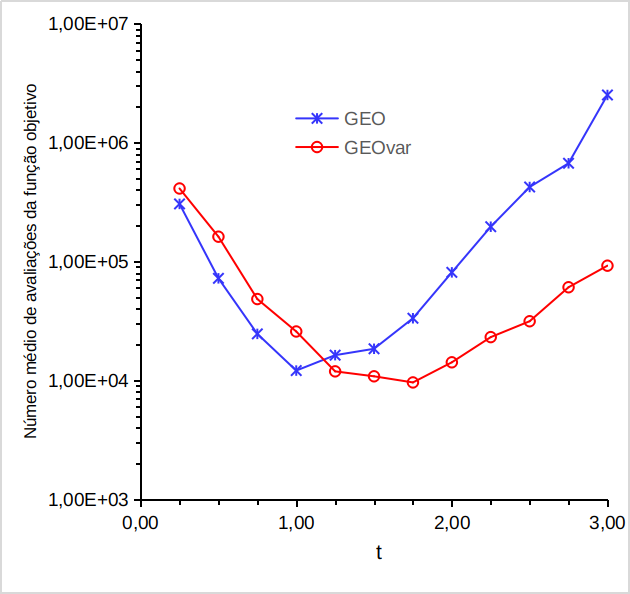 1,00E+07
1,00E+06
1,00E+05
1,00E+04
1,00E+03
Número médio de avaliações da função objetivo
GEO
GEOvar
0,00
1,00
2,00
3,00
t